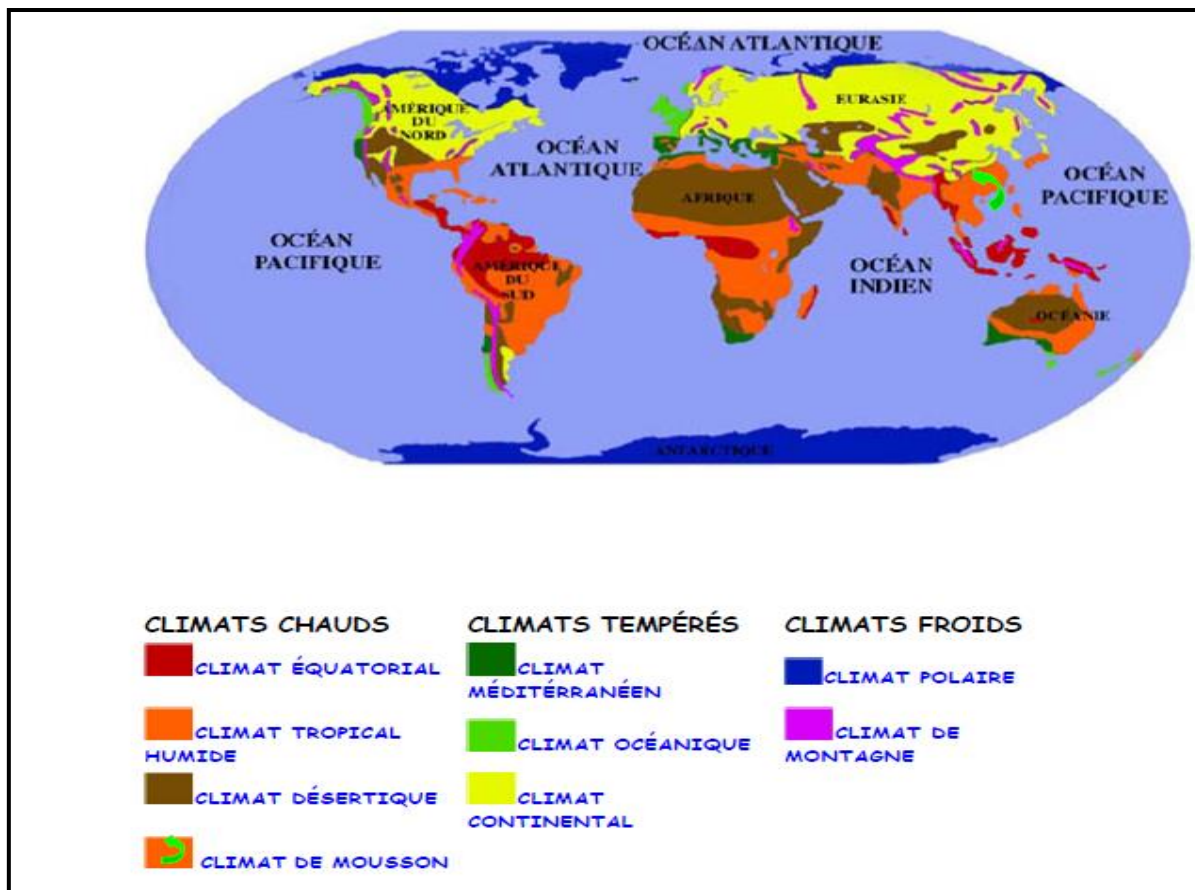 OCÉAN ATLANTIQUE
AMÉRIQUE
DU
NORD
EURASIE
OCÉAN
ATLANTIQUE
OCÉAN
PACIFIQUE
AFRIQUE
OCÉAN
PACIFIQUE
OCÉAN
INDIEN
AMÉRIQUE
DU
SUD
OCÉANIE
ANTARCTIQUE
CLIMATS CHAUDS
CLIMAT ÉQUATORIAL
CLIMAT TROPICAL
HUMIDE
CLIMAT DÉSERTIQUE
CLIMAT DE MOUSSON
CLIMATS TEMPÉRÉS
CLIMAT
MÉDITÉRRANÉEN
CLIMAT OCÉANIQUE
CLIMAT
CONTINENTAL
CLIMATS FROIDS
CLIMAT POLAIRE
CLIMAT DE
MONTAGNE